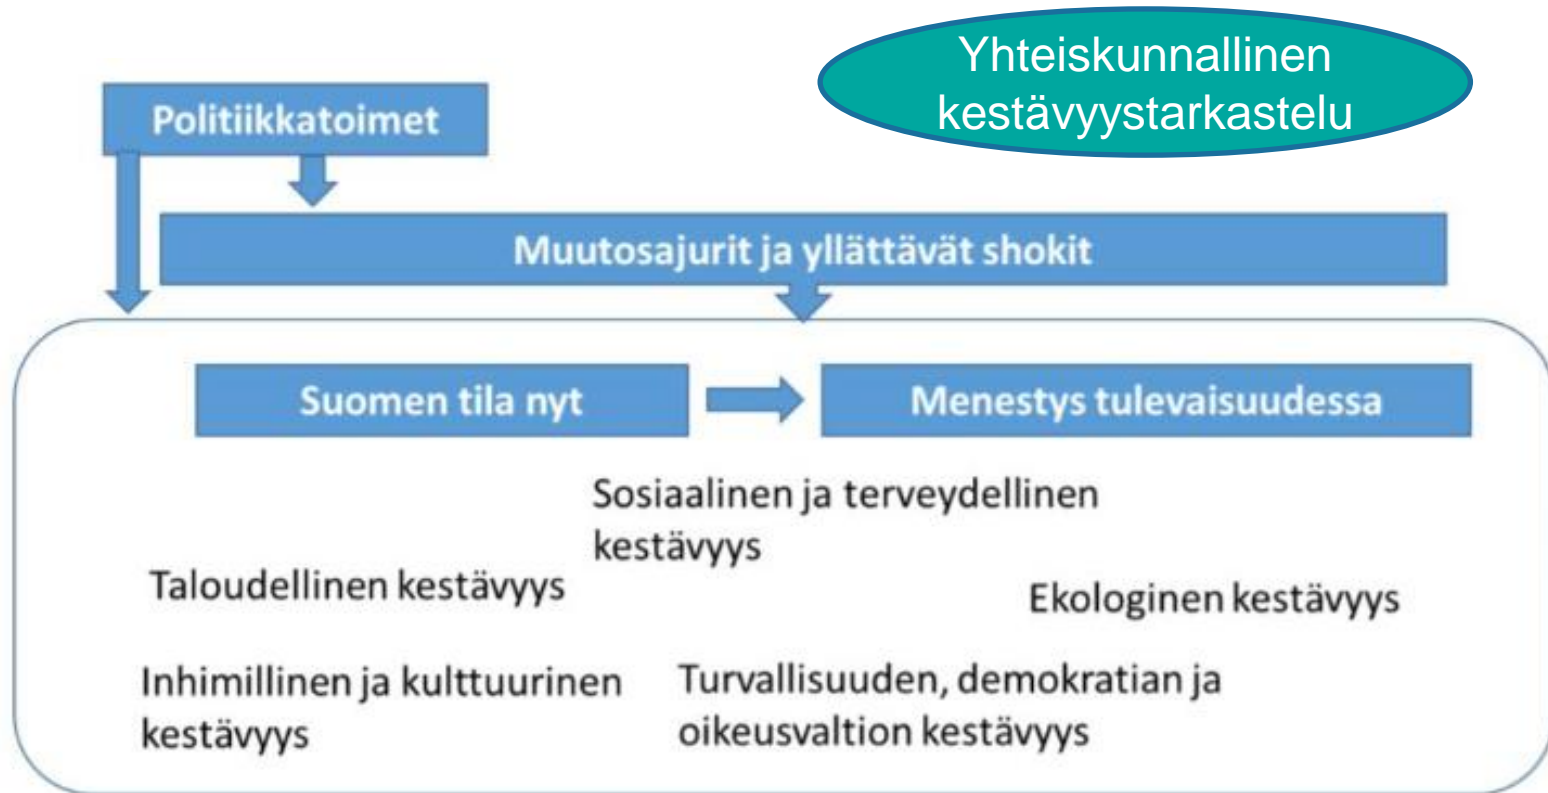 Yhteiskunnallinen
kestävyystarkastelu
Politiikkatoimet
Muutosajurit ja yllättävät shokit
Suomen tila nyt
Menestys tulevaisuudessa
Sosiaalinen ja terveydellinen
kestävyys
Taloudellinen kestävyys
Ekologinen kestävyys
Inhimillinen ja kulttuurinen
kestävyys
Turvallisuuden, demokratian ja
oikeusvaltion kestävyys